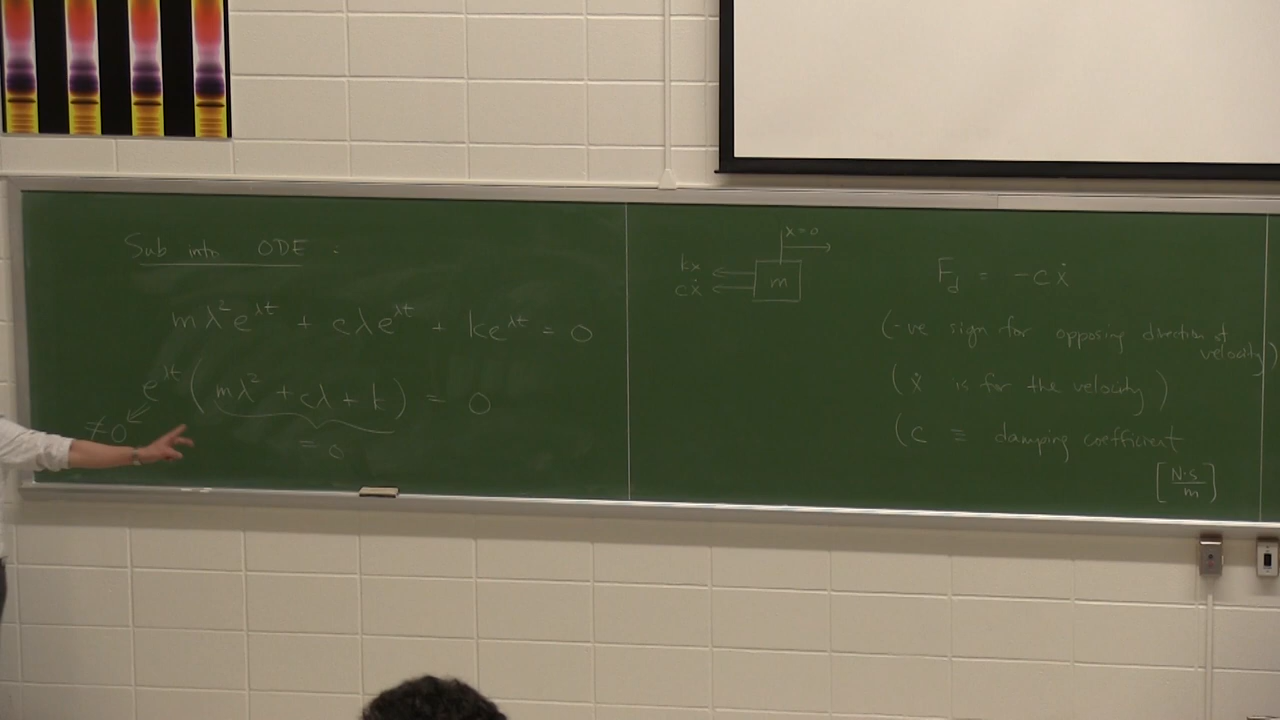 Sub into ODE :
mλ²e^λt + cλe^λt + ke^λt = 0
e^λt (mλ² + cλ + k) = 0
≠0
= 0
x=0
kx
cẋ
m
F_d = -cẋ
(-ve sign for opposing direction of velocity)
(ẋ is for the velocity)
(c ≡ damping coefficient
[N·s/m]